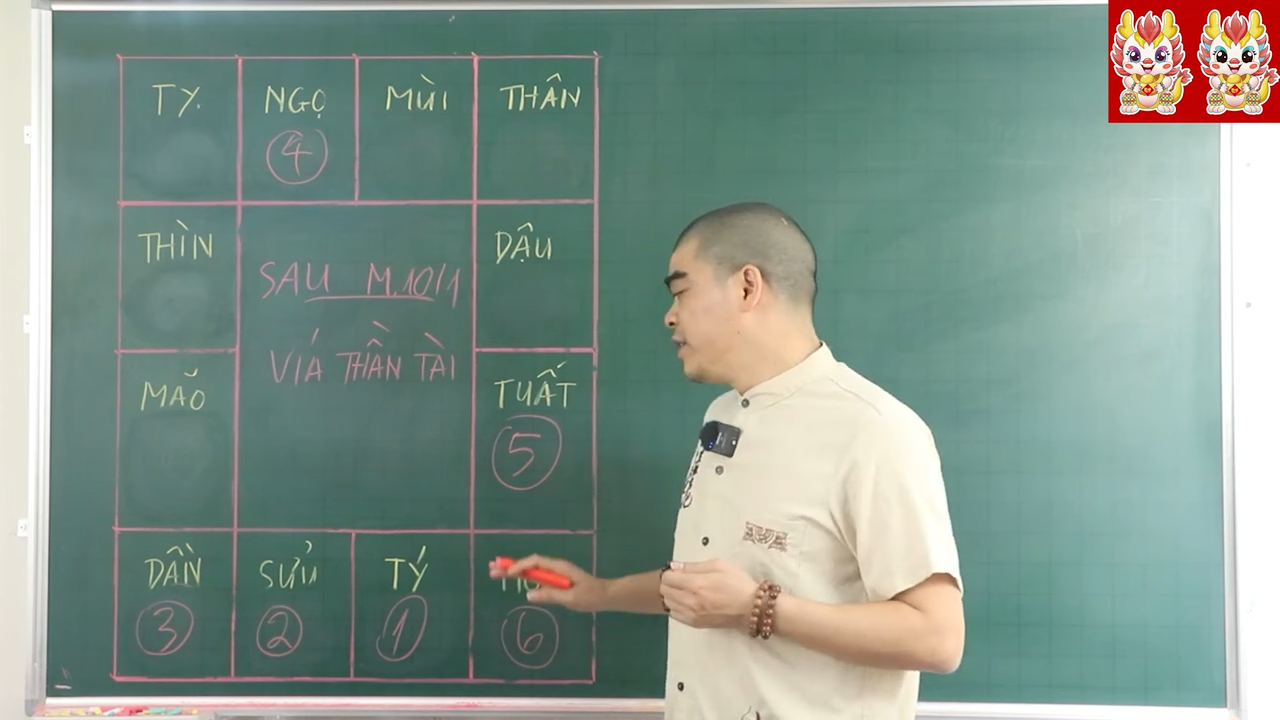 TỴ.
NGỌ
4
MÙI
THÂN
THÌN
DẬU
SAU M.10/1
VÍA THẦN TÀI
MÃO
TUẤT
5
DẦN
3
SỬU
2
TÝ
1
6